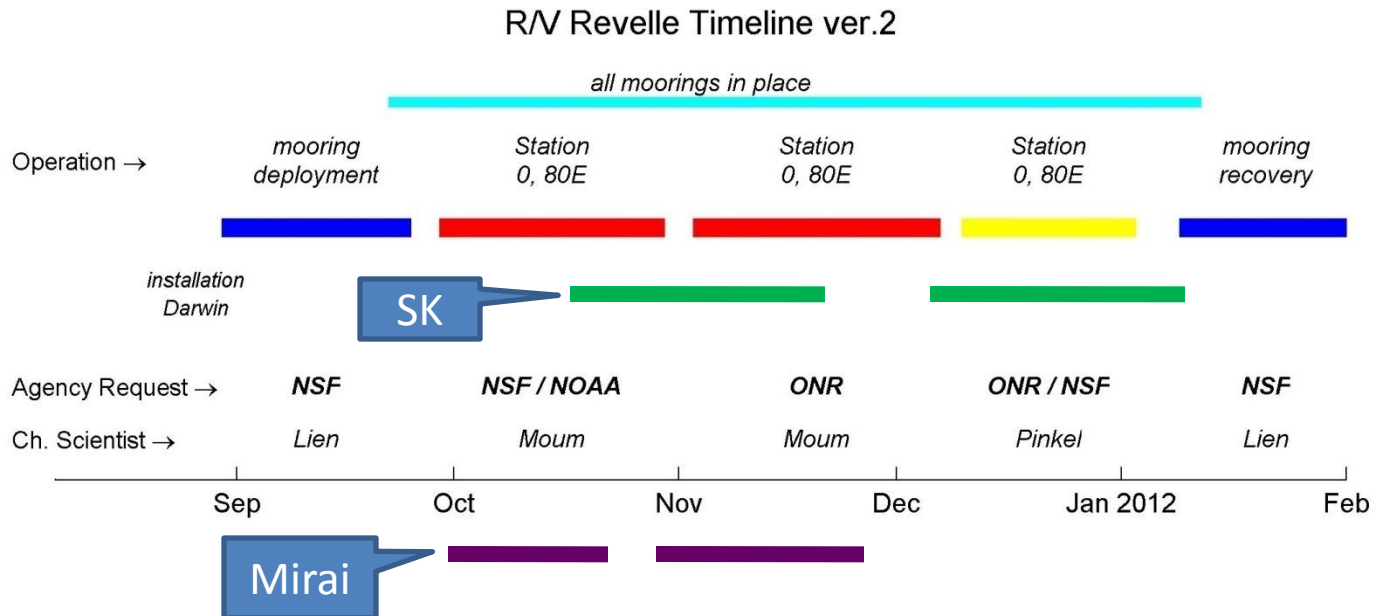 R/V Revelle Timeline ver.2
all moorings in place
Operation →
mooring
deployment
Station
0, 80E
Station
0, 80E
Station
0, 80E
mooring
recovery
installation
Darwin
SK
Agency Request → NSF NSF / NOAA ONR ONR / NSF NSF
Ch. Scientist → Lien Moum Moum Pinkel Lien
Sep Oct Nov Dec Jan 2012 Feb
Mirai